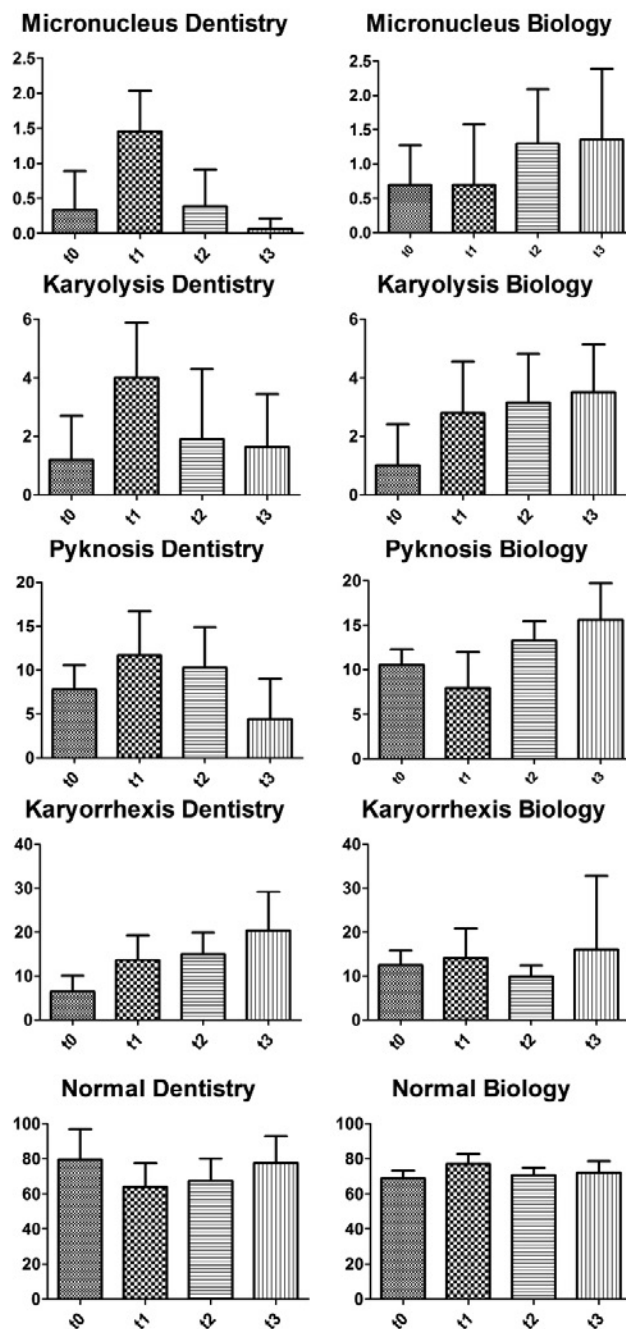 Micronucleus Dentistry
2.5
2.0
1.5
1.0
0.5
0.0
t0 t1 t2 t3
Micronucleus Biology
2.5
2.0
1.5
1.0
0.5
0.0
t0 t1 t2 t3
Karyolysis Dentistry
6
4
2
0
t0 t1 t2 t3
Karyolysis Biology
6
4
2
0
t0 t1 t2 t3
Pyknosis Dentistry
20
15
10
5
0
t0 t1 t2 t3
Pyknosis Biology
20
15
10
5
0
t0 t1 t2 t3
Karyorrhexis Dentistry
40
30
20
10
0
t0 t1 t2 t3
Karyorrhexis Biology
40
30
20
10
0
t0 t1 t2 t3
Normal Dentistry
100
80
60
40
20
0
t0 t1 t2 t3
Normal Biology
100
80
60
40
20
0
t0 t1 t2 t3